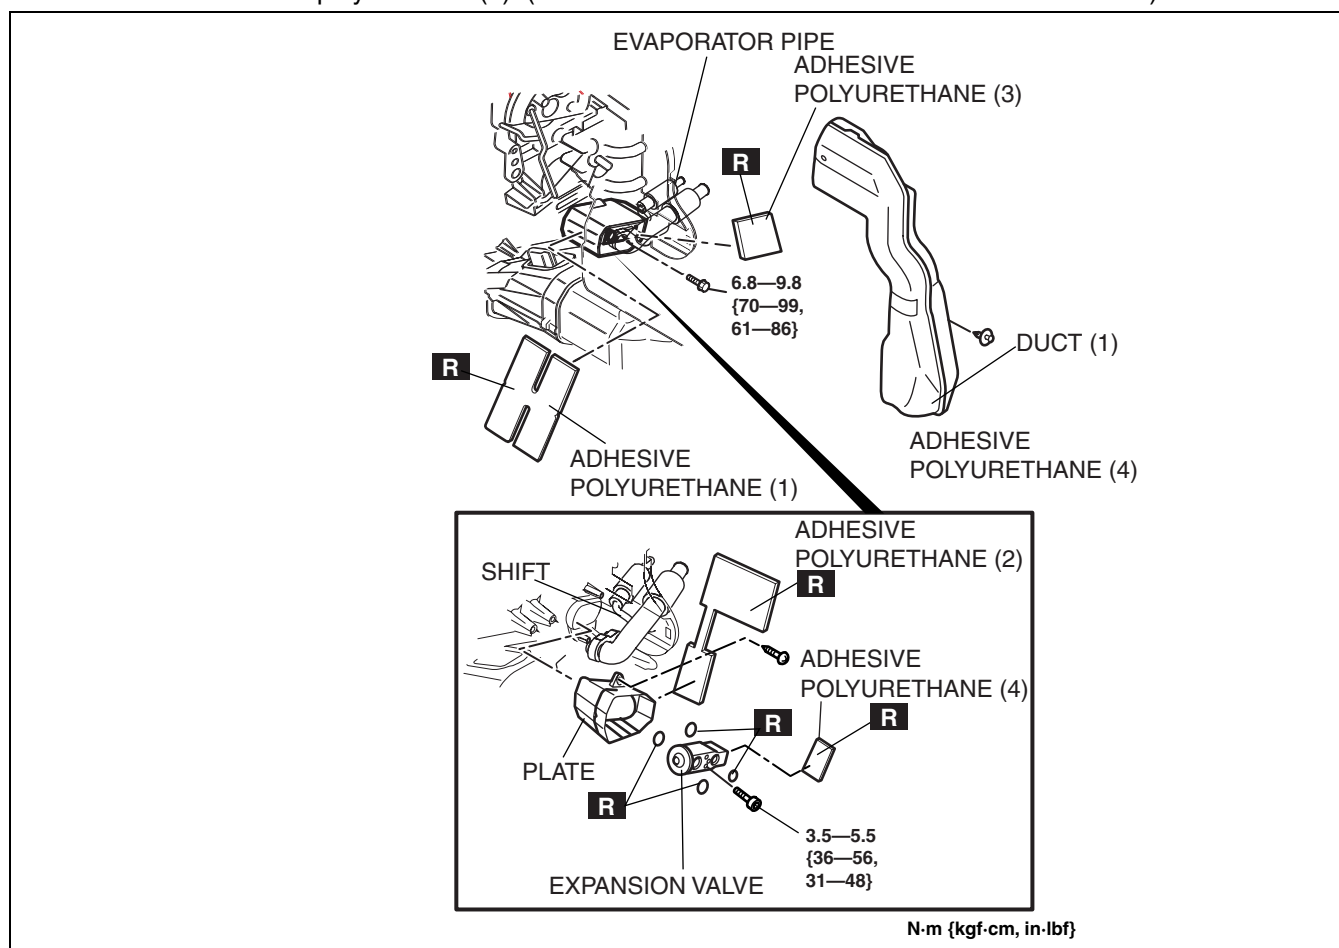 EVAPORATOR PIPE
ADHESIVE
POLYURETHANE (3)
R
6.8—9.8
{70—99,
61—86}
DUCT (1)
R
ADHESIVE
POLYURETHANE (1)
ADHESIVE
POLYURETHANE (4)
ADHESIVE
POLYURETHANE (2)
R
SHIFT
ADHESIVE
POLYURETHANE (4)
R
R
PLATE
R
3.5—5.5
{36—56,
31—48}
EXPANSION VALVE
N·m {kgf·cm, in·lbf}